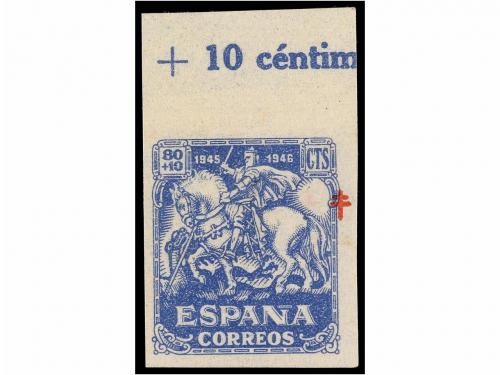 + 10 céntim
80 1945 1946 CTS
+10
ESPAÑA
CORREOS